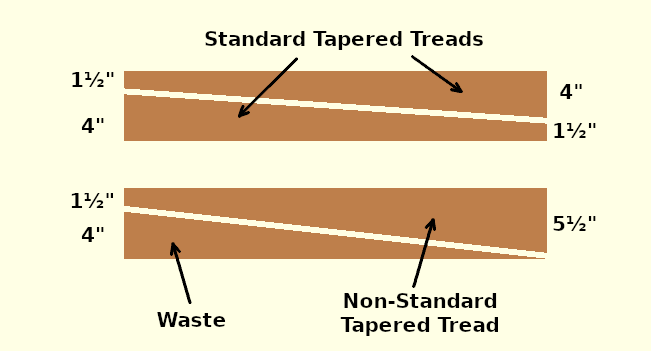 Standard Tapered Treads
1½"
4"
4"
1½"
1½"
4"
5½"
Waste
Non-Standard
Tapered Tread